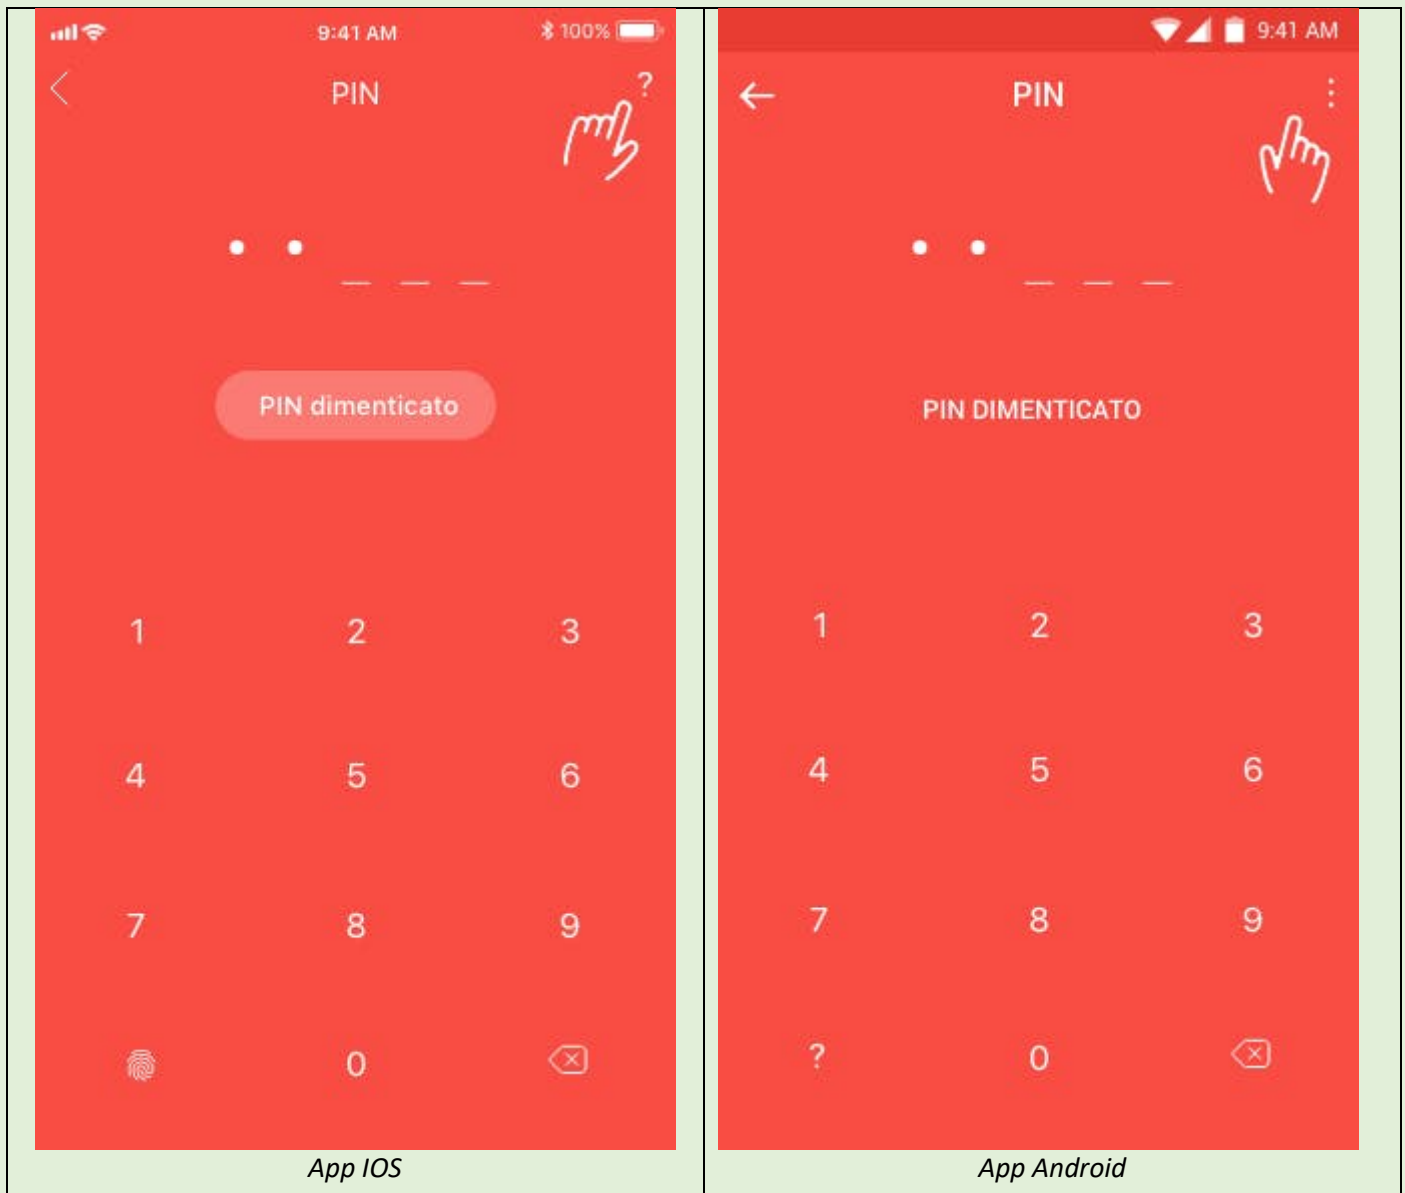 9:41 AM
100%
PIN
?
PIN dimenticato
1 2 3
4 5 6
7 8 9
0
App IOS
9:41 AM
PIN
PIN DIMENTICATO
1 2 3
4 5 6
7 8 9
? 0
App Android